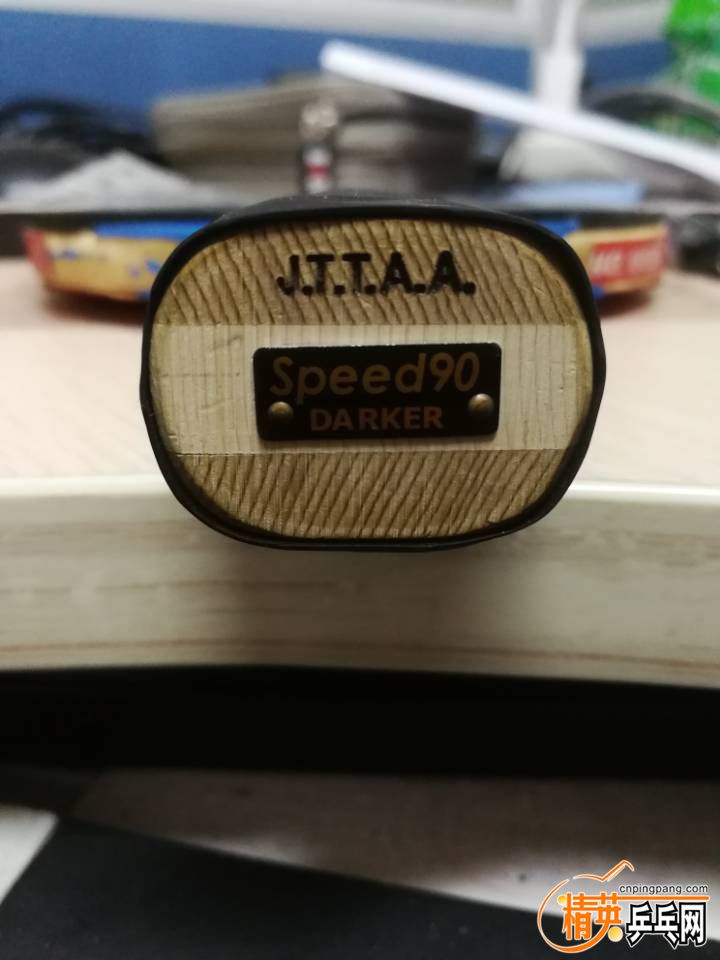 J.T.T.A.A.
Speed90
DARKER
cnpingpang.com
精英乒乓网